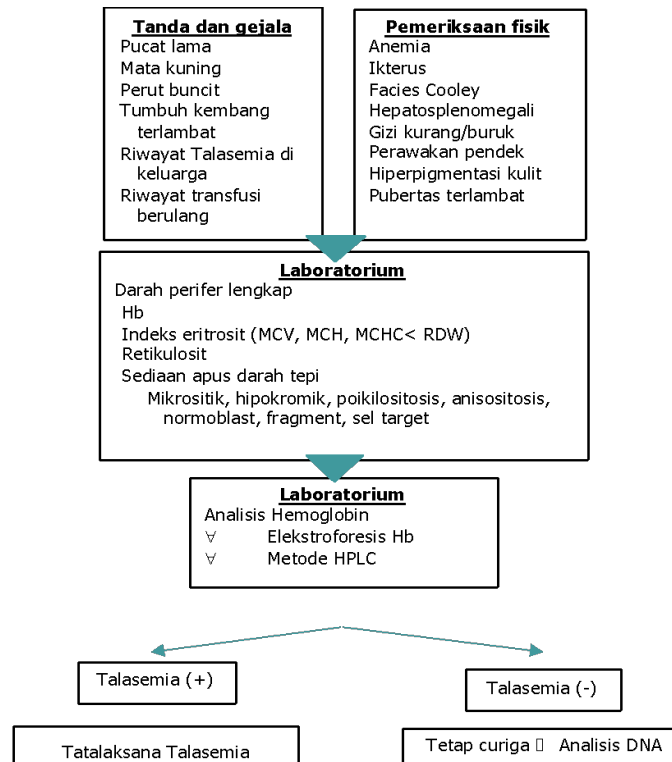 Tanda dan gejala
Pucat lama
Mata kuning
Perut buncit
Tumbuh kembang
terlambat
Riwayat Talasemia di
keluarga
Riwayat transfusi
berulang
Pemeriksaan fisik
Anemia
Ikterus
Facies Cooley
Hepatosplenomegali
Gizi kurang/buruk
Perawakan pendek
Hiperpigmentasi kulit
Pubertas terlambat
Laboratorium
Darah perifer lengkap
Hb
Indeks eritrosit (MCV, MCH, MCHC< RDW)
Retikulosit
Sediaan apus darah tepi
Mikrositik, hipokromik, poikilositosis, anisositosis,
normoblast, fragment, sel target
Laboratorium
Analisis Hemoglobin
∀ Elekstroforesis Hb
∀ Metode HPLC
Talasemia (+)
Talasemia (-)
Tatalaksana Talasemia
Tetap curiga ▯ Analisis DNA